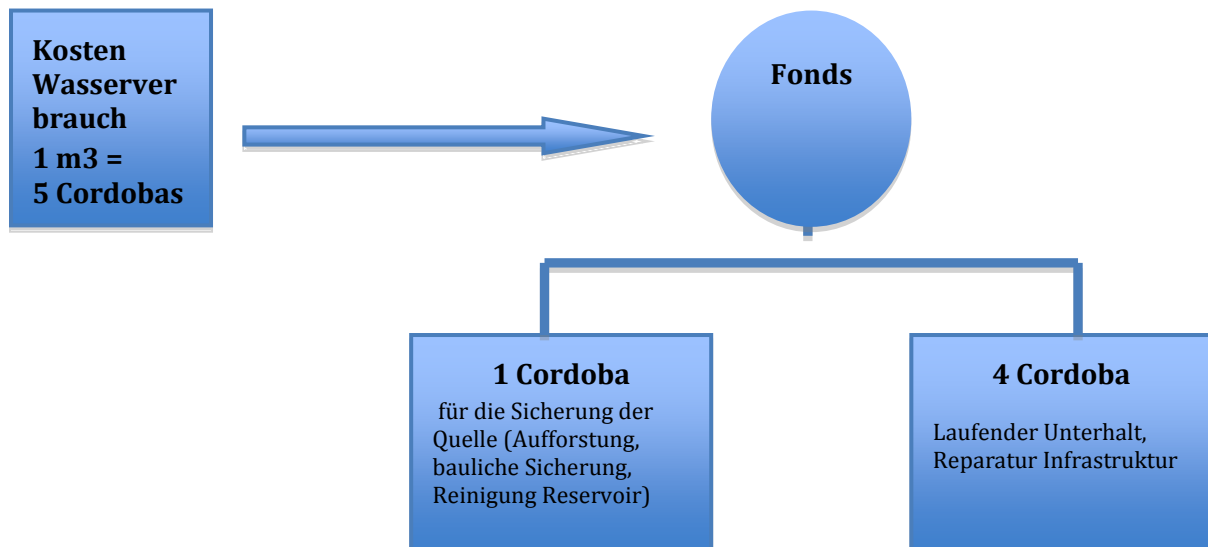 Kosten
Wasserver
brauch
1 m3 =
5 Cordobas
Fonds
1 Cordoba
für die Sicherung der
Quelle (Aufforstung,
bauliche Sicherung,
Reinigung Reservoir)
4 Cordoba
Laufender Unterhalt,
Reparatur Infrastruktur